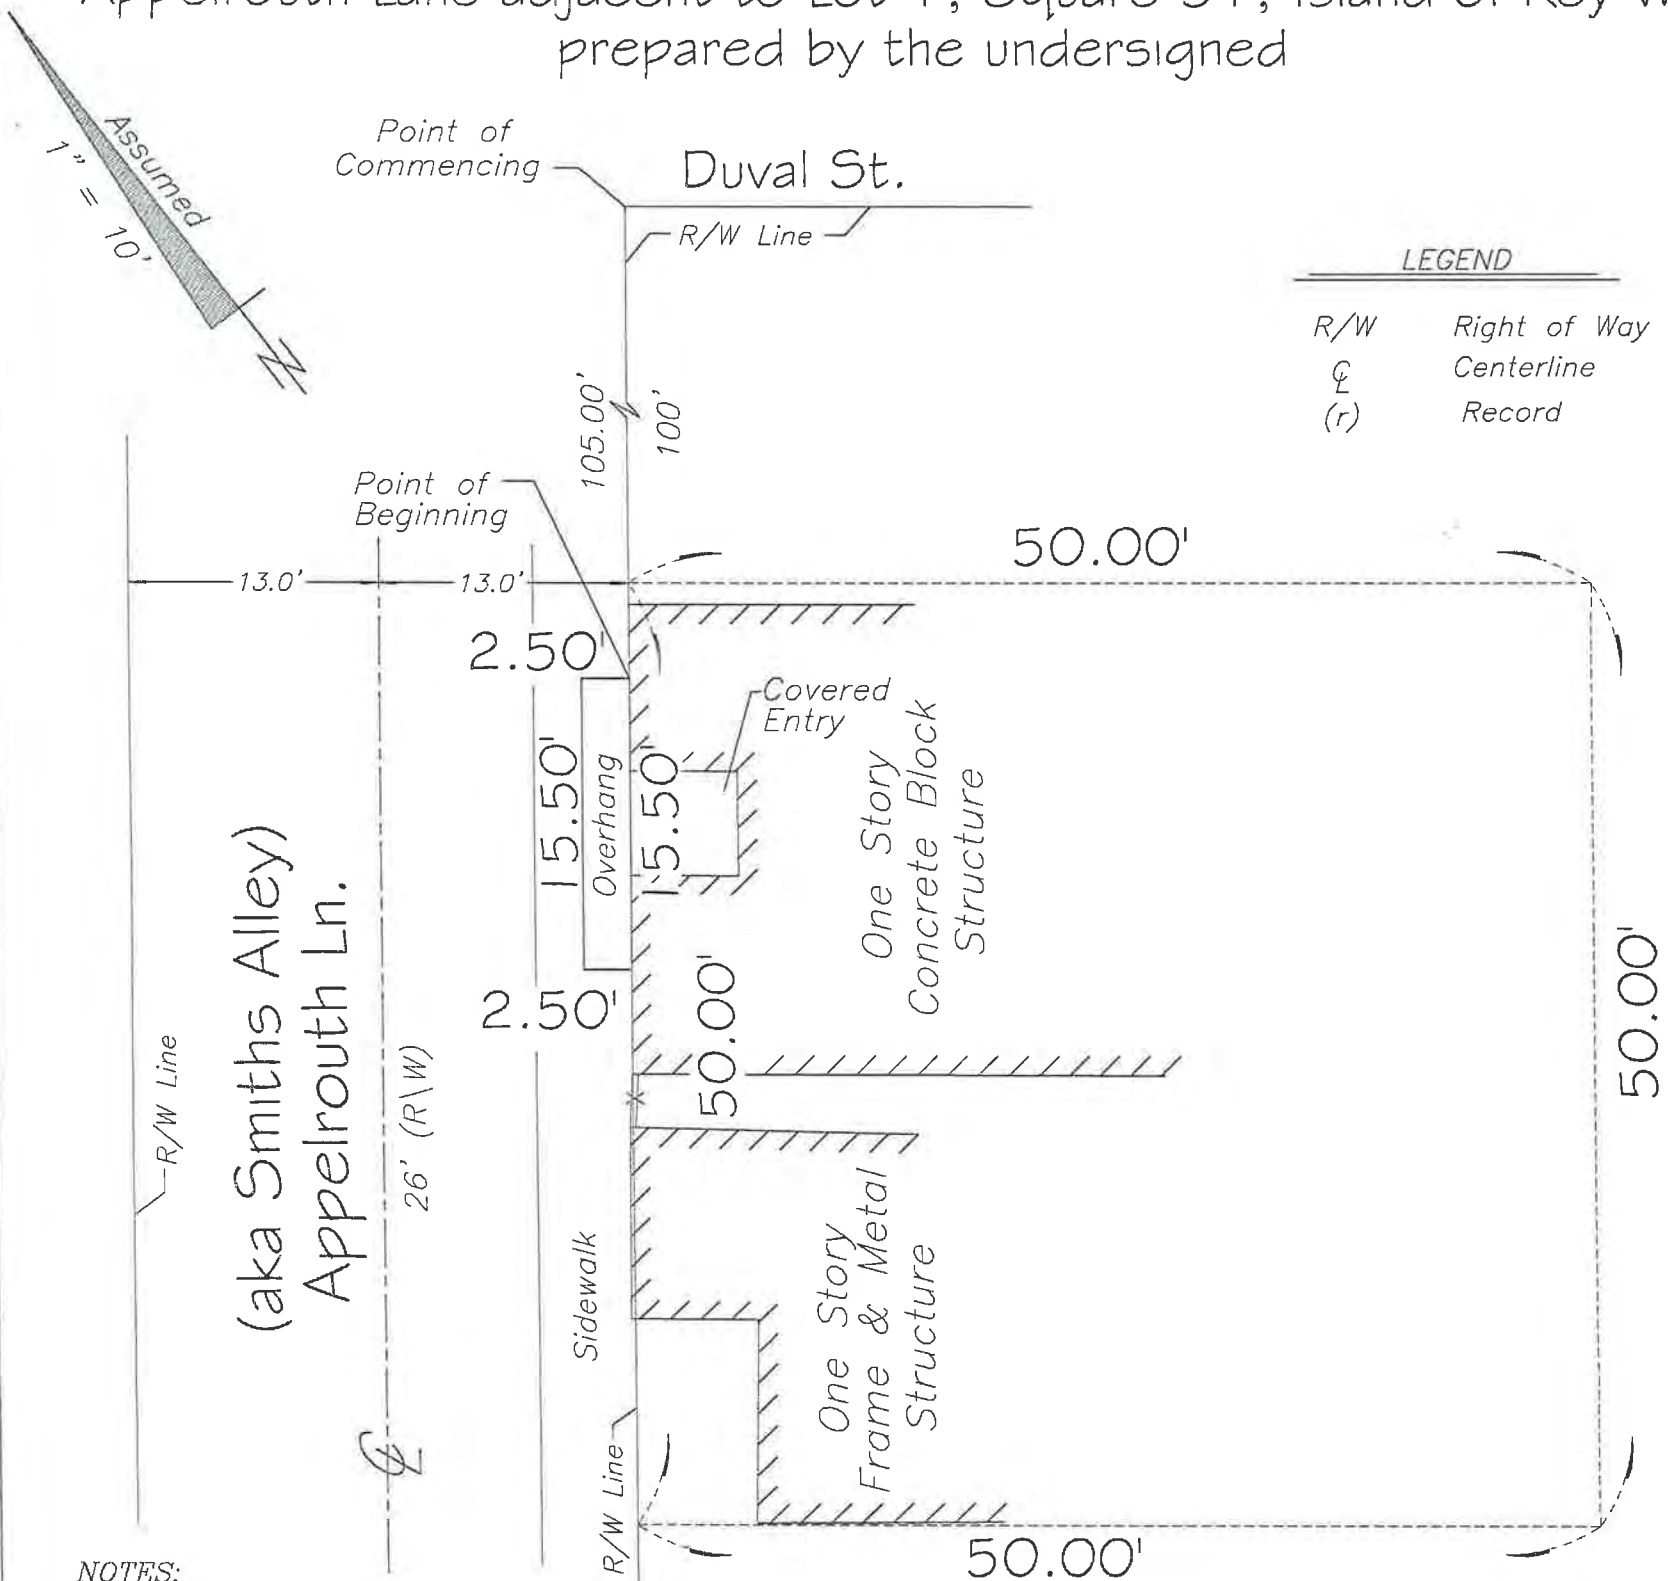 prepared by the undersigned
Assumed
1" = 10'
N
Point of
Commencing
Duval St.
R/W Line
LEGEND
R/W Right of Way
℄ Centerline
(r) Record
105.00'
100'
Point of
Beginning
50.00'
13.0'
13.0'
2.50'
Covered
Entry
15.50'
Overhang
15.50'
One Story
Concrete Block
Structure
(aka Smiths Alley)
Appelrouth Ln.
2.50'
50.00'
50.00'
R/W Line
26' (R\W)
Sidewalk
One Story
Frame & Metal
Structure
℄
R/W Line
50.00'
NOTES: